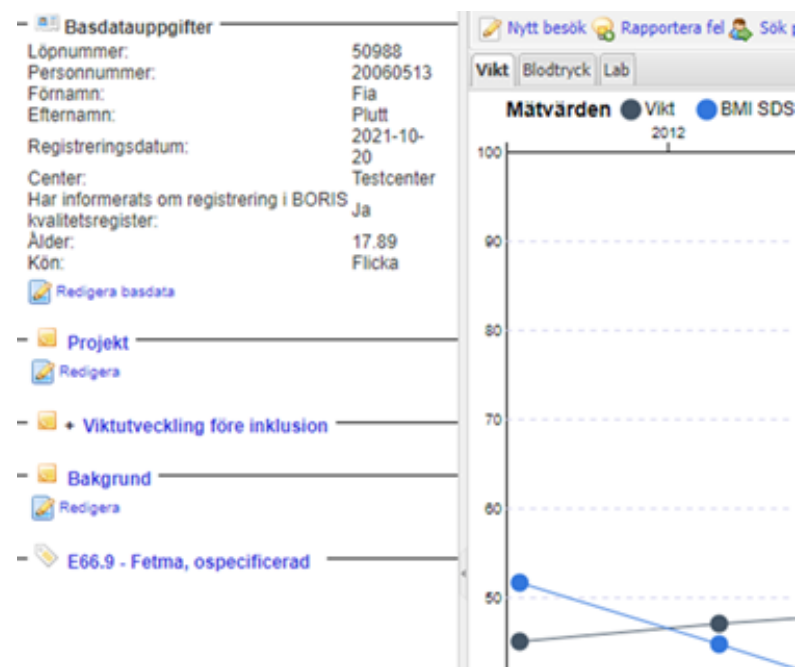 Basdatauppgifter
Löpnummer: 50988
Personnummer: 20060513
Förnamn: Fia
Efternamn: Plutt
Registreringsdatum: 2021-10-
20
Center: Testcenter
Har informerats om registrering i BORIS
kvalitetsregister: Ja
Ålder: 17.89
Kön: Flicka
Redigera basdata
Projekt
Redigera
+ Viktutveckling före inklusion
Bakgrund
Redigera
E66.9 - Fetma, ospecificerad
Nytt besök Rapportera fel Sök
Vikt Blodtryck Lab
Mätvärden Vikt BMI SDS
2012
100
90
80
70
60
50